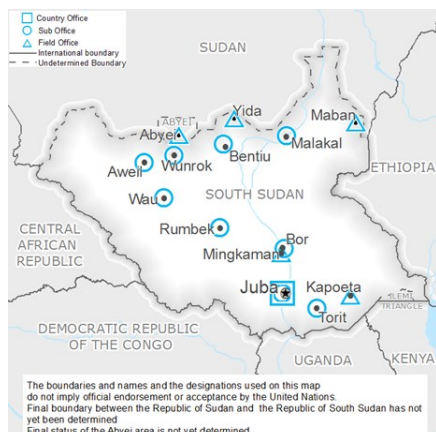 Country Office
Sub Office
Field Office
International boundary
Undetermined Boundary
SUDAN
ABYEI
Abyei
Yida
Maban
Malakal
Bentiu
Wunrok
Aweil
ETHIOPIA
Wau
SOUTH SUDAN
CENTRAL
AFRICAN
REPUBLIC
Rumbek
Bor
Mingkaman
Juba
Kapoeta
ILEMI
TRIANGLE
Torit
DEMOCRATIC REPUBLIC
OF THE CONGO
UGANDA
KENYA
The boundaries and names and the designations used on this map
do not imply official endorsement or acceptance by the United Nations.
Final boundary between the Republic of Sudan and the Republic of South Sudan has not
yet been determined
Final status of the Abyei area is not yet determined